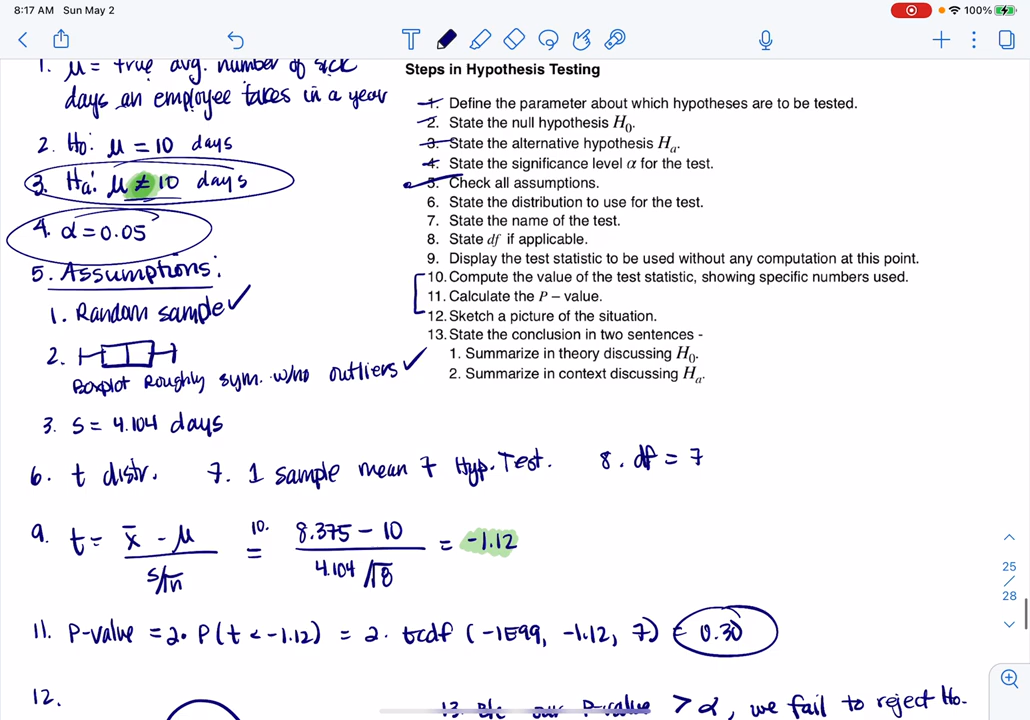 8:17 AM Sun May 2
100%
T
1. μ = true avg. number of sick
days an employee takes in a year
2. Ho: μ = 10 days
3. Ha: μ ≠ 10 days
4. α = 0.05
5. Assumptions:
1. Random sample ✓
2.
Boxplot Roughly sym. w/no outliers ✓
3. s = 4.104 days
Steps in Hypothesis Testing
1. Define the parameter about which hypotheses are to be tested.
2. State the null hypothesis H₀.
3. State the alternative hypothesis Hₐ.
4. State the significance level α for the test.
5. Check all assumptions.
6. State the distribution to use for the test.
7. State the name of the test.
8. State df if applicable.
9. Display the test statistic to be used without any computation at this point.
10. Compute the value of the test statistic, showing specific numbers used.
11. Calculate the P – value.
12. Sketch a picture of the situation.
13. State the conclusion in two sentences -
1. Summarize in theory discussing H₀.
2. Summarize in context discussing Hₐ.
6. t distr. 7. 1 sample mean t Hyp. Test. 8. df = 7
9. t = (x̄ - μ)/(s/√n) 10. = (8.375 - 10)/(4.104/√8) = -1.12
11. P-value = 2 • P(t < -1.12) = 2 • tcdf (-1E99, -1.12, 7) = 0.30
12.
13. B/c our P-value > α, we fail to reject Ho.
25
/
28